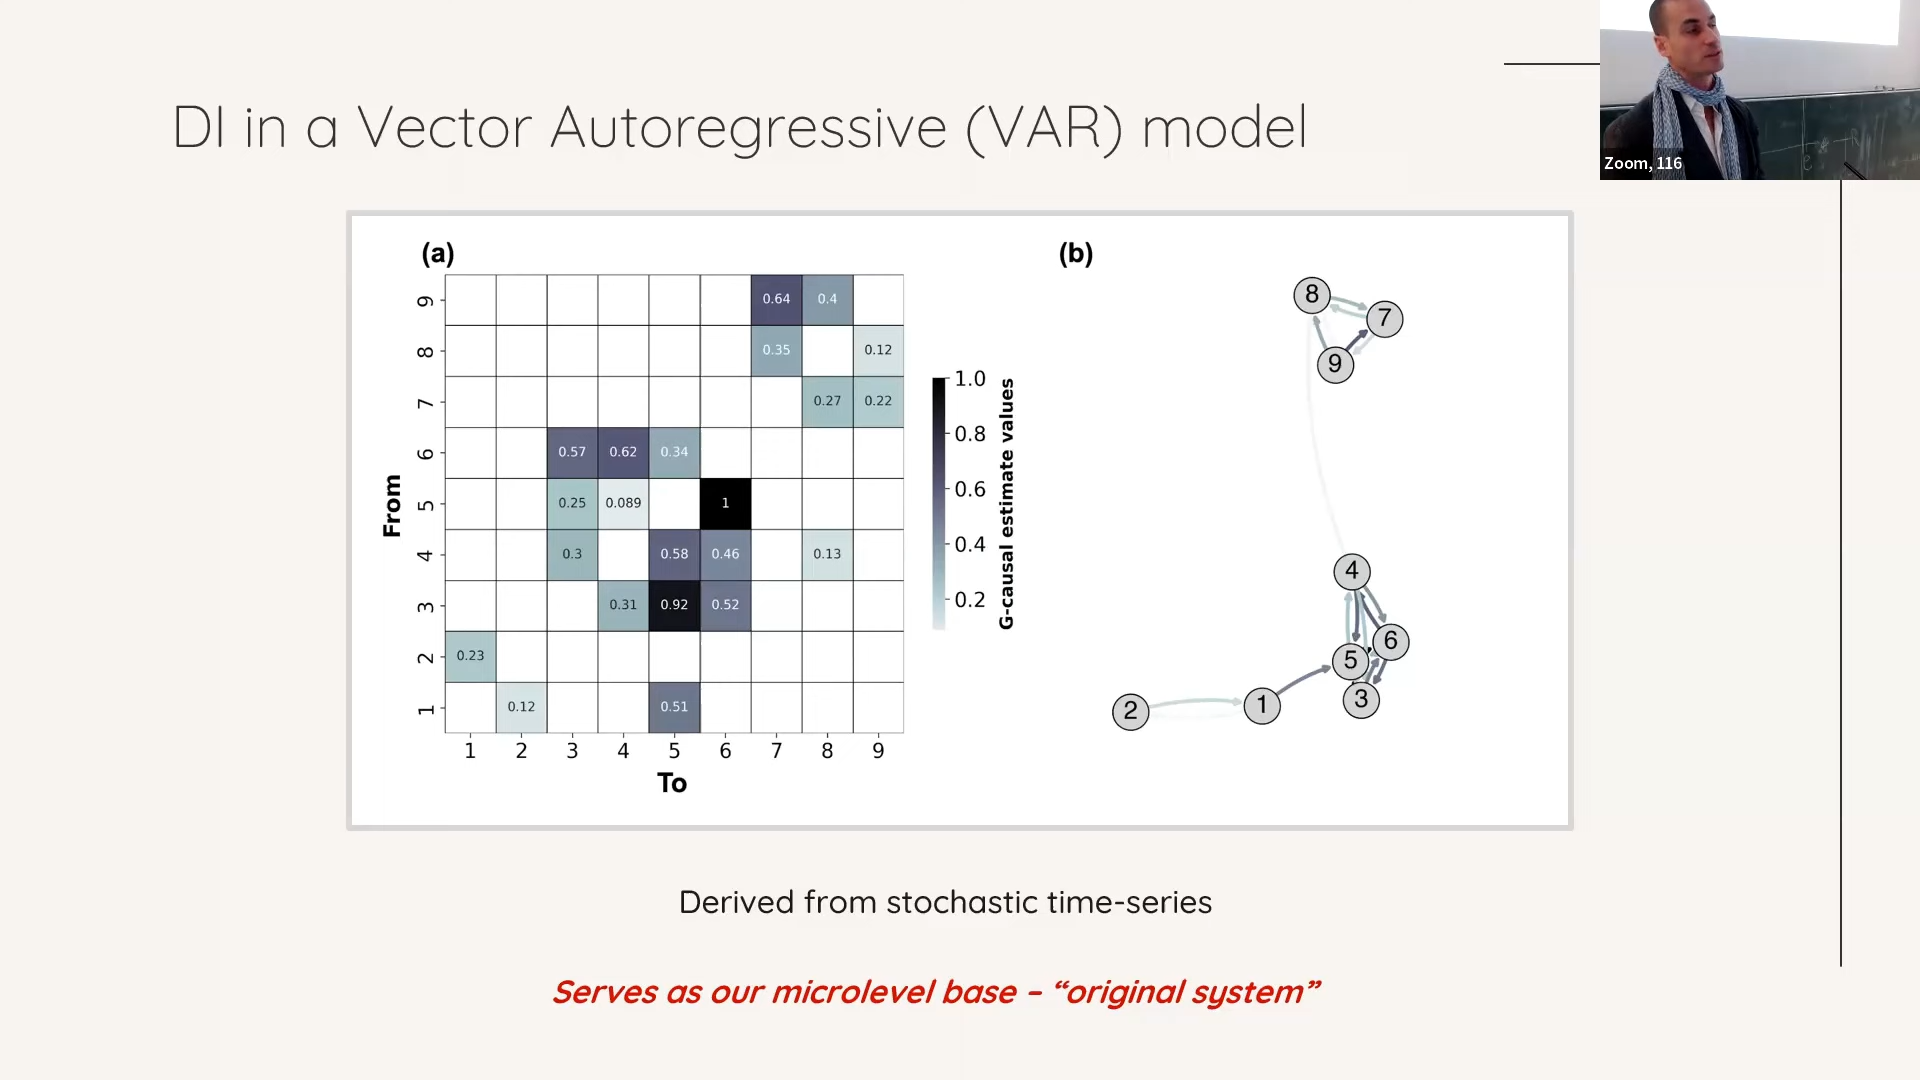 DI in a Vector Autoregressive (VAR) model
Zoom, 116
(a)
9 0.64 0.4
8 0.35 0.12
7 0.27 0.22
6 0.57 0.62 0.34
5 0.25 0.089 1
4 0.3 0.58 0.46 0.13
3 0.31 0.92 0.52
2 0.23
1 0.12 0.51
1 2 3 4 5 6 7 8 9
From
To
1.0
0.8
0.6
0.4
0.2
G-causal estimate values
(b)
8
7
9
4
6
5
3
1
2
Derived from stochastic time-series
Serves as our microlevel base – “original system”